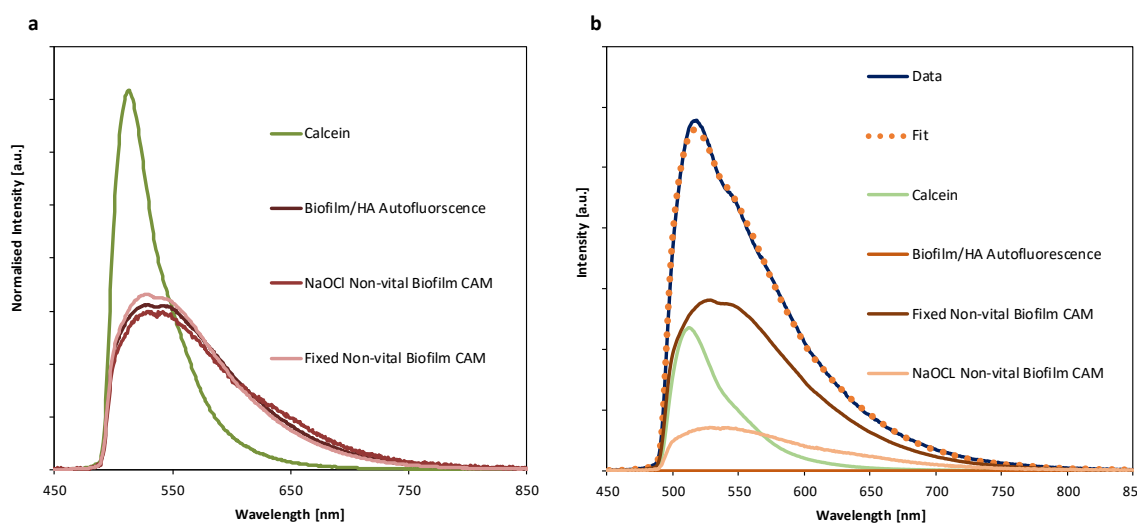 a
Normalised Intensity [a.u.]
Calcein
Biofilm/HA Autofluorscence
NaOCl Non-vital Biofilm CAM
Fixed Non-vital Biofilm CAM
450 550 650 750 850
Wavelength [nm]
b
Intensity [a.u.]
Data
Fit
Calcein
Biofilm/HA Autofluorescence
Fixed Non-vital Biofilm CAM
NaOCL Non-vital Biofilm CAM
450 500 550 600 650 700 750 800 85
Wavelength [nm]